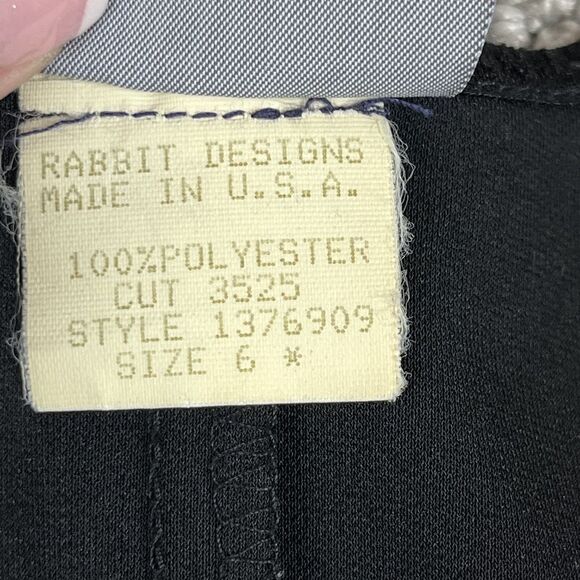 RABBIT DESIGNS
MADE IN U.S.A.
100%POLYESTER
CUT 3525
STYLE 1376909
SIZE 6 *